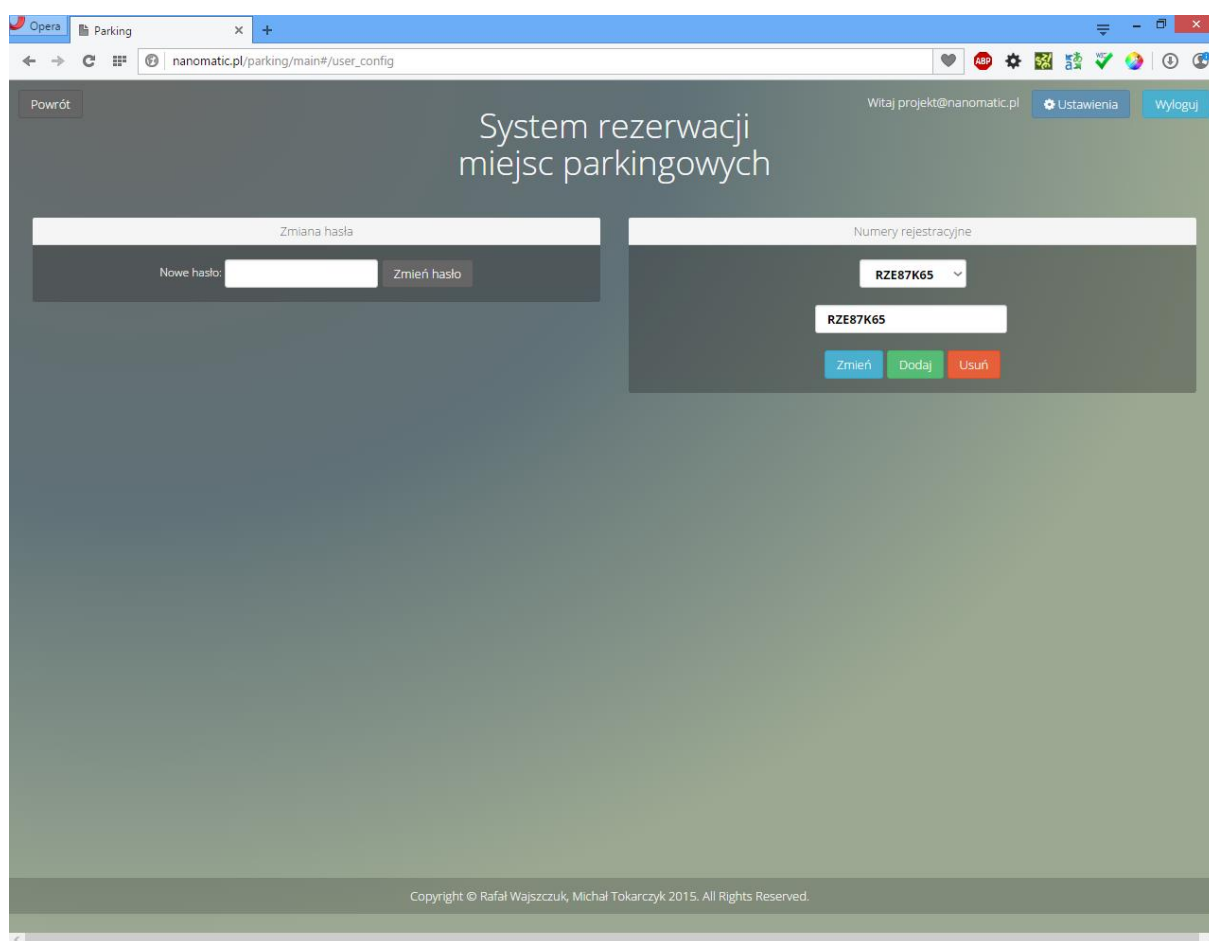 Opera
Parking
nanomatic.pl/parking/main#/user_config
ABP
Powrót
Witaj projekt@nanomatic.pl
Ustawienia
Wyloguj
System rezerwacji
miejsc parkingowych
Zmiana hasła
Nowe hasło:
Zmień hasło
Numery rejestracyjne
RZE87K65
RZE87K65
Zmień
Dodaj
Usuń
Copyright © Rafał Wajszczuk, Michał Tokarczyk 2015. All Rights Reserved.